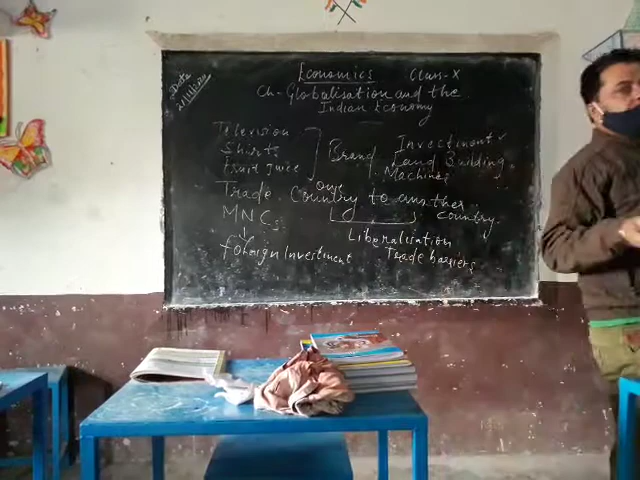 Date
Economics Class-X
Ch-Globalisation and the
Indian Economy
Television
Shirts
Fruit Juice
Brand
Investment
Land Building
Machines
Trade One Country to another country
MNCs
Liberalisation
foreign Investment Trade barriers